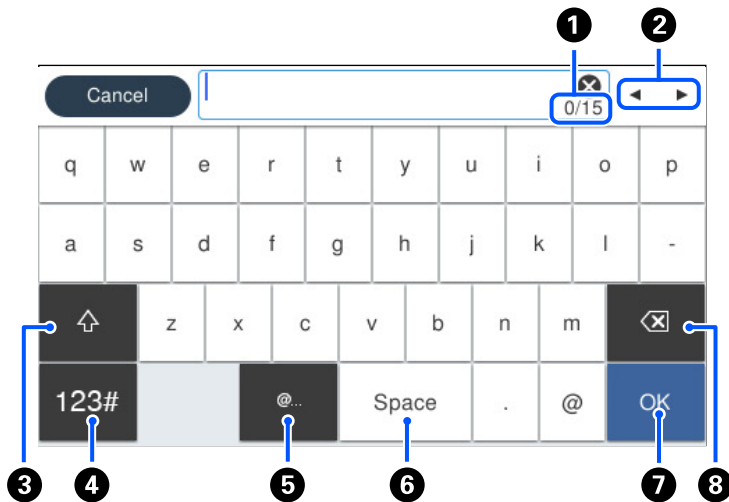 1 2
Cancel 0/15
q w e r t y u i o p
a s d f g h j k l -
z x c v b n m
123# @... Space . @ OK
3 4 5 6 7 8